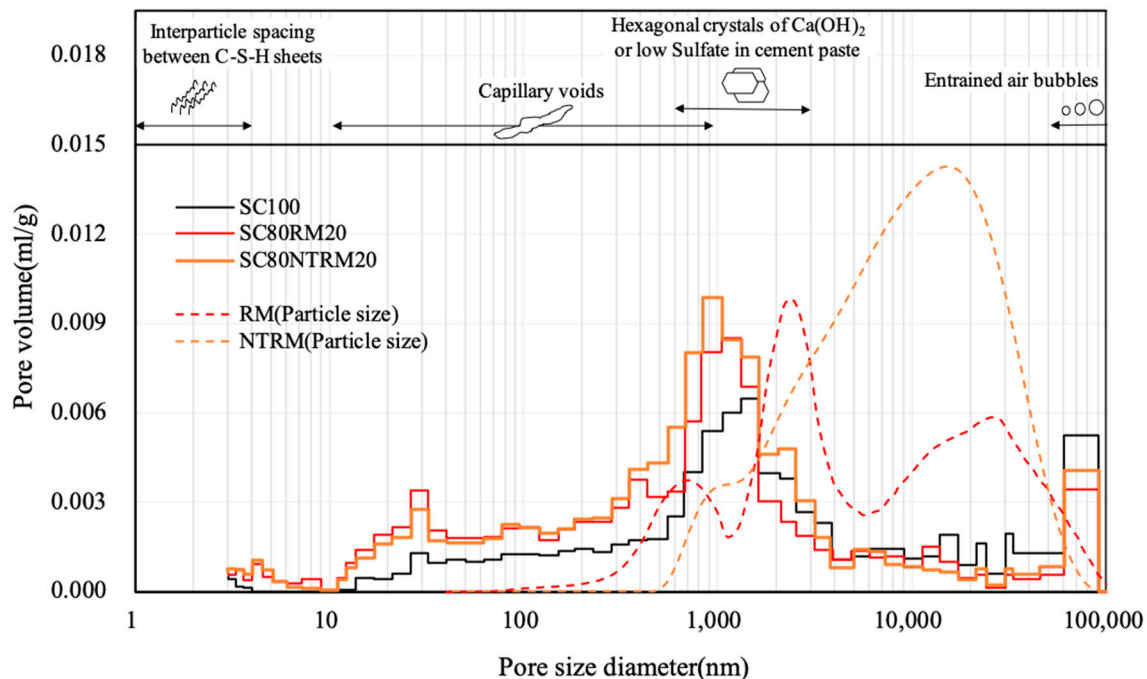 Interparticle spacing
between C-S-H sheets
Capillary voids
Hexagonal crystals of Ca(OH)₂
or low Sulfate in cement paste
Entrained air bubbles
0.018
0.015
0.012
0.009
0.006
0.003
0.000
Pore volume(ml/g)
SC100
SC80RM20
SC80NTRM20
RM(Particle size)
NTRM(Particle size)
1 10 100 1,000 10,000 100,000
Pore size diameter(nm)